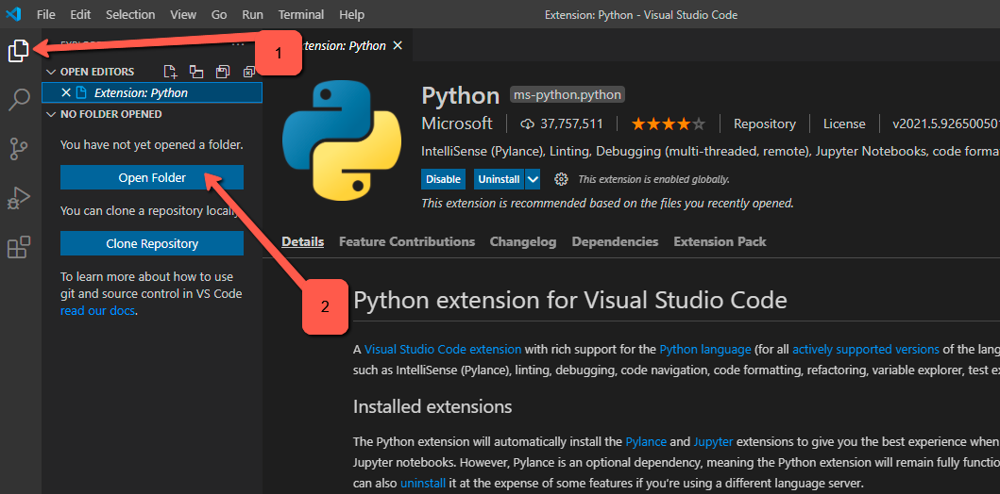 File Edit Selection View Go Run Terminal Help Extension: Python - Visual Studio Code
1
Extension: Python
OPEN EDITORS
Extension: Python
NO FOLDER OPENED
You have not yet opened a folder.
Open Folder
You can clone a repository locally
Clone Repository
To learn more about how to use
git and source control in VS Code
read our docs.
2
Python ms-python.python
Microsoft 37,757,511 Repository License v2021.5.926500501
IntelliSense (Pylance), Linting, Debugging (multi-threaded, remote), Jupyter Notebooks, code
Disable Uninstall This extension is enabled globally.
This extension is recommended based on the files you recently opened.
Details Feature Contributions Changelog Dependencies Extension Pack
Python extension for Visual Studio Code
A Visual Studio Code extension with rich support for the Python language (for all actively supported versions of the
such as IntelliSense (Pylance), linting, debugging, code navigation, code formatting, refactoring, variable explorer, test
Installed extensions
The Python extension will automatically install the Pylance and Jupyter extensions to give you the best experience when
Jupyter notebooks. However, Pylance is an optional dependency, meaning the Python extension will remain fully
can also uninstall it at the expense of some features if you're using a different language server.